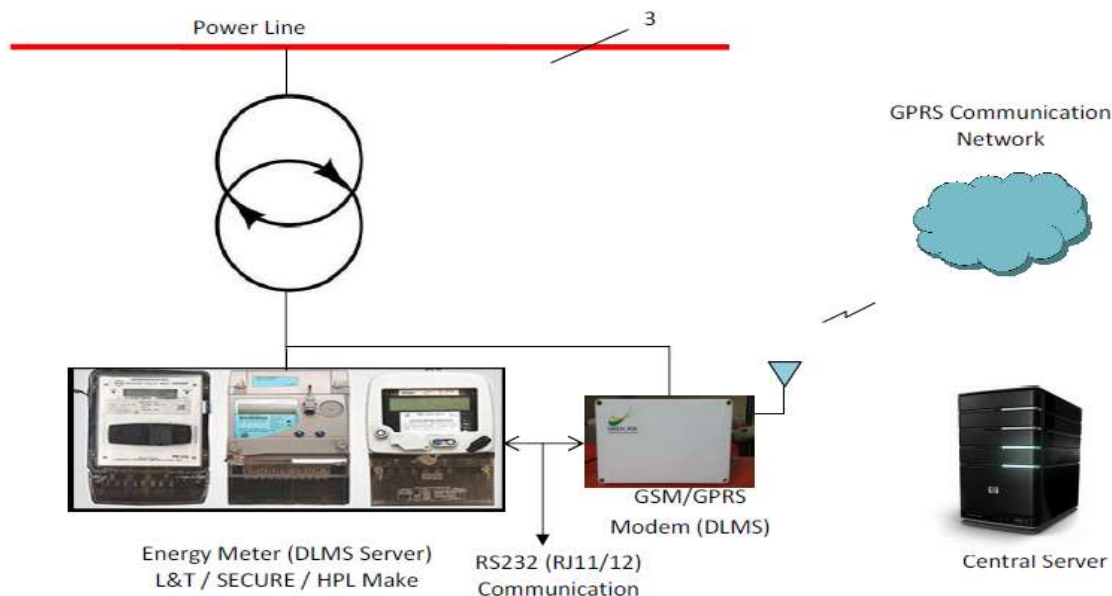 Power Line
3
GPRS Communication
Network
GSM/GPRS
Modem (DLMS)
Energy Meter (DLMS Server)
L&T / SECURE / HPL Make
RS232 (RJ11/12)
Communication
Central Server